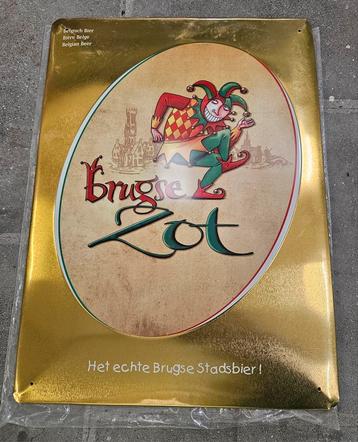 Belgisch Bier
Bière Belge
Belgian Beer
Brugse
Zot
Het echte Brugse Stadsbier !